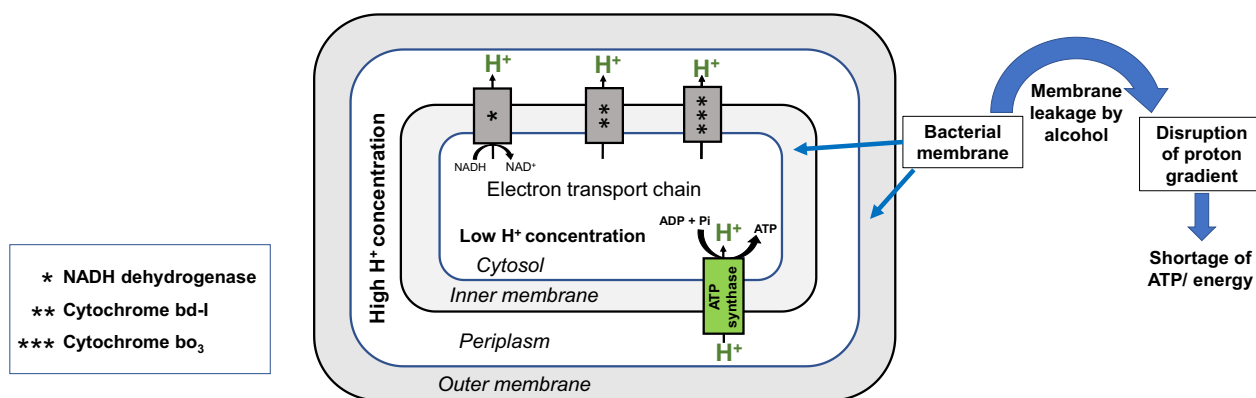 H⁺
H⁺
H⁺
*
**
***
NADH
NAD⁺
Electron transport chain
High H⁺ concentration
Low H⁺ concentration
Cytosol
Inner membrane
Periplasm
Outer membrane
ADP + Pi
H⁺
ATP
ATP
synthase
H⁺
Bacterial
membrane
Membrane
leakage by
alcohol
Disruption
of proton
gradient
Shortage of
ATP/ energy
* NADH dehydrogenase
** Cytochrome bd-I
*** Cytochrome bo₃